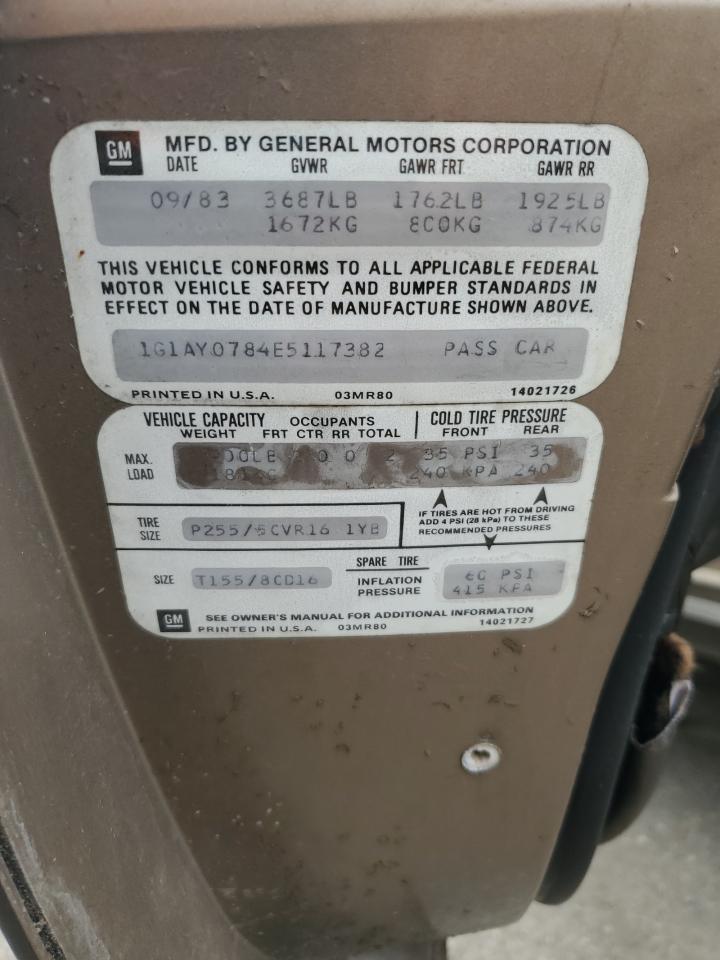 GM MFD. BY GENERAL MOTORS CORPORATION
DATE GVWR GAWR FRT GAWR RR
09/83 3687LB 1762LB 1925LB
1672KG 800KG 874KG
THIS VEHICLE CONFORMS TO ALL APPLICABLE FEDERAL
MOTOR VEHICLE SAFETY AND BUMPER STANDARDS IN
EFFECT ON THE DATE OF MANUFACTURE SHOWN ABOVE.
1G1AY0784E5117382 PASS CAR
PRINTED IN U.S.A. 03MR80 14021726
VEHICLE CAPACITY OCCUPANTS COLD TIRE PRESSURE
WEIGHT FRT CTR RR TOTAL FRONT REAR
MAX. LOAD 0 0 2 35 PSI 35
240 KPA 240
IF TIRES ARE HOT FROM DRIVING
ADD 4 PSI (28 kPa) TO THESE
RECOMMENDED PRESSURES
TIRE SIZE P255/50VR16 1YB
SPARE TIRE
SIZE T155/80D16 INFLATION PRESSURE 60 PSI
415 KPA
GM SEE OWNER'S MANUAL FOR ADDITIONAL INFORMATION
PRINTED IN U.S.A. 03MR80 14021727